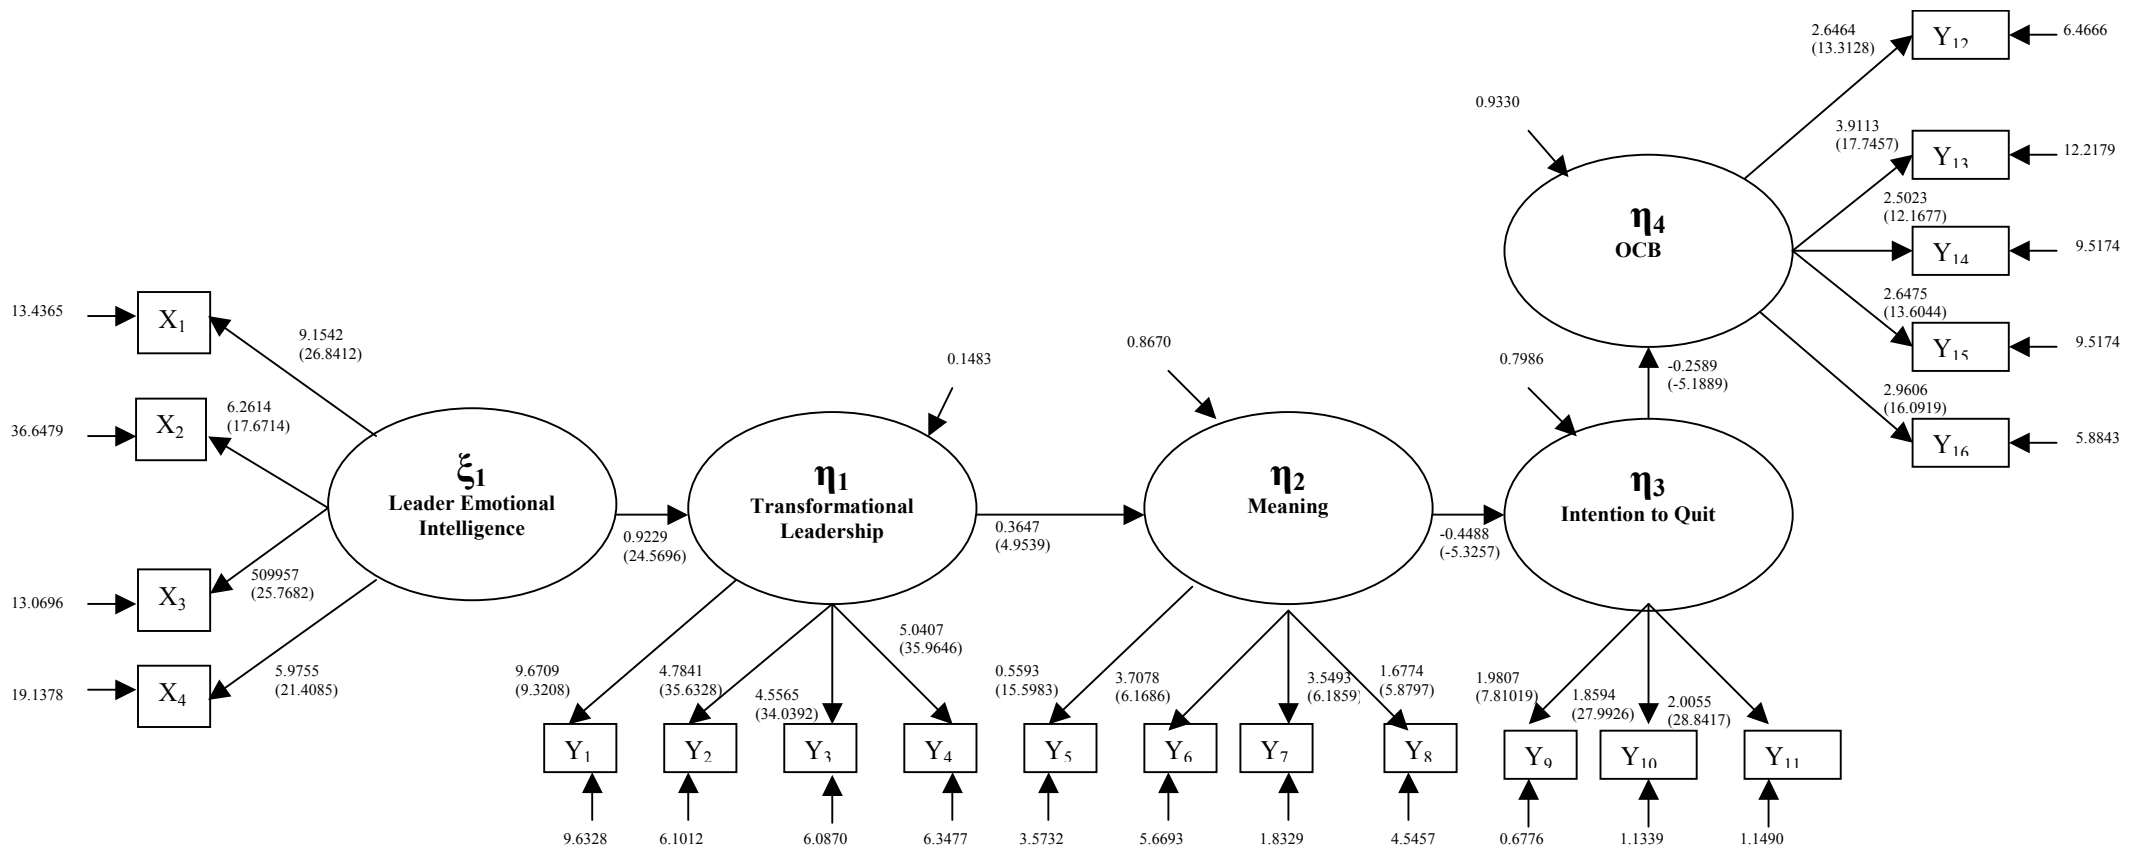 2.6464
(13.3128)
Y12
6.4666
0.9330
3.9113
(17.7457)
Y13
12.2179
2.5023
(12.1677)
η4
OCB
Y14
9.5174
2.6475
(13.6044)
Y15
9.5174
2.9606
(16.0919)
Y16
5.8843
13.4365
X1
9.1542
(26.8412)
36.6479
X2
6.2614
(17.6714)
0.1483
0.8670
0.7986
-0.2589
(-5.1889)
ξ1
Leader Emotional
Intelligence
η1
Transformational
Leadership
η2
Meaning
η3
Intention to Quit
0.9229
(24.5696)
0.3647
(4.9539)
-0.4488
(-5.3257)
13.0696
X3
509957
(25.7682)
19.1378
X4
5.9755
(21.4085)
9.6709
(9.3208)
4.7841
(35.6328)
4.5565
(34.0392)
5.0407
(35.9646)
0.5593
(15.5983)
3.7078
(6.1686)
3.5493
(6.1859)
1.6774
(5.8797)
1.9807
(7.81019)
1.8594
(27.9926)
2.0055
(28.8417)
Y1
Y2
Y3
Y4
Y5
Y6
Y7
Y8
Y9
Y10
Y11
9.6328
6.1012
6.0870
6.3477
3.5732
5.6693
1.8329
4.5457
0.6776
1.1339
1.1490